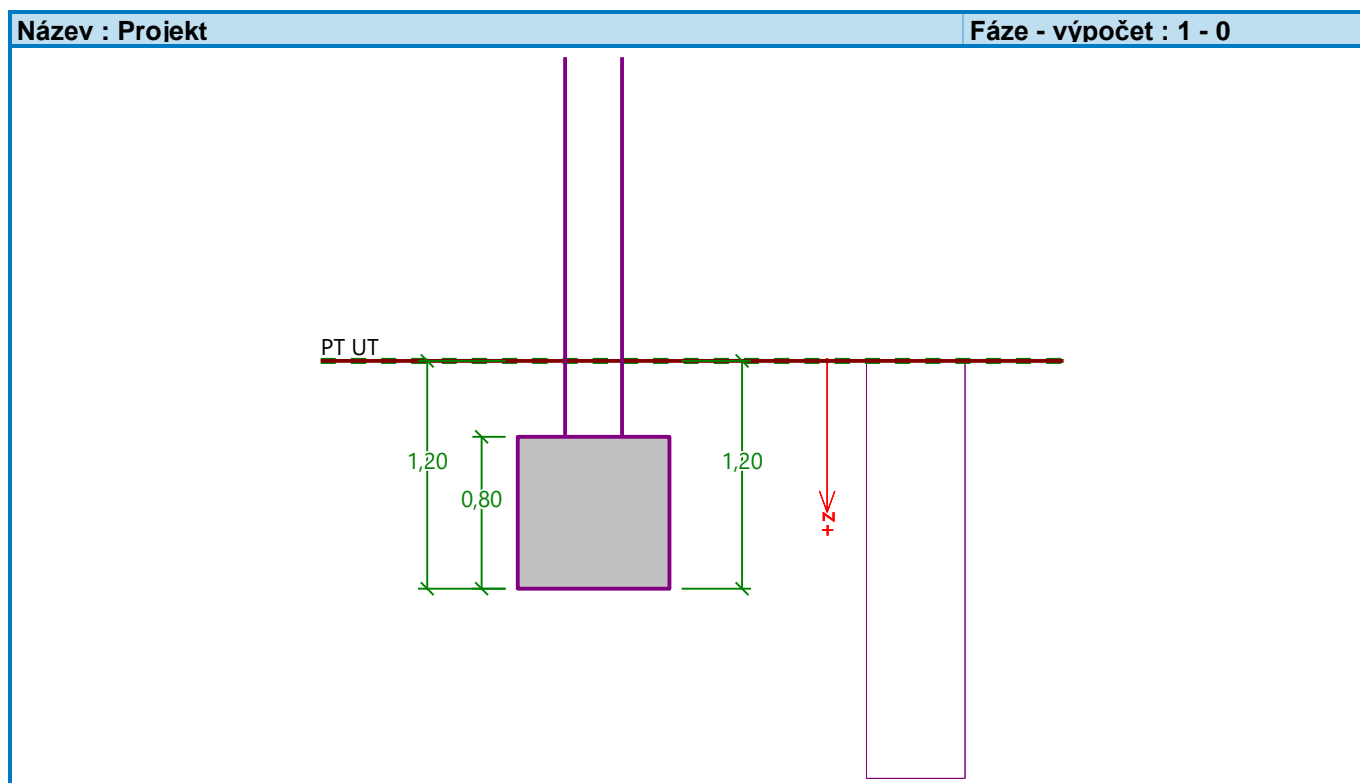 Název : Projekt
Fáze - výpočet : 1 - 0
PT UT
1,20
1,20
0,80
+z